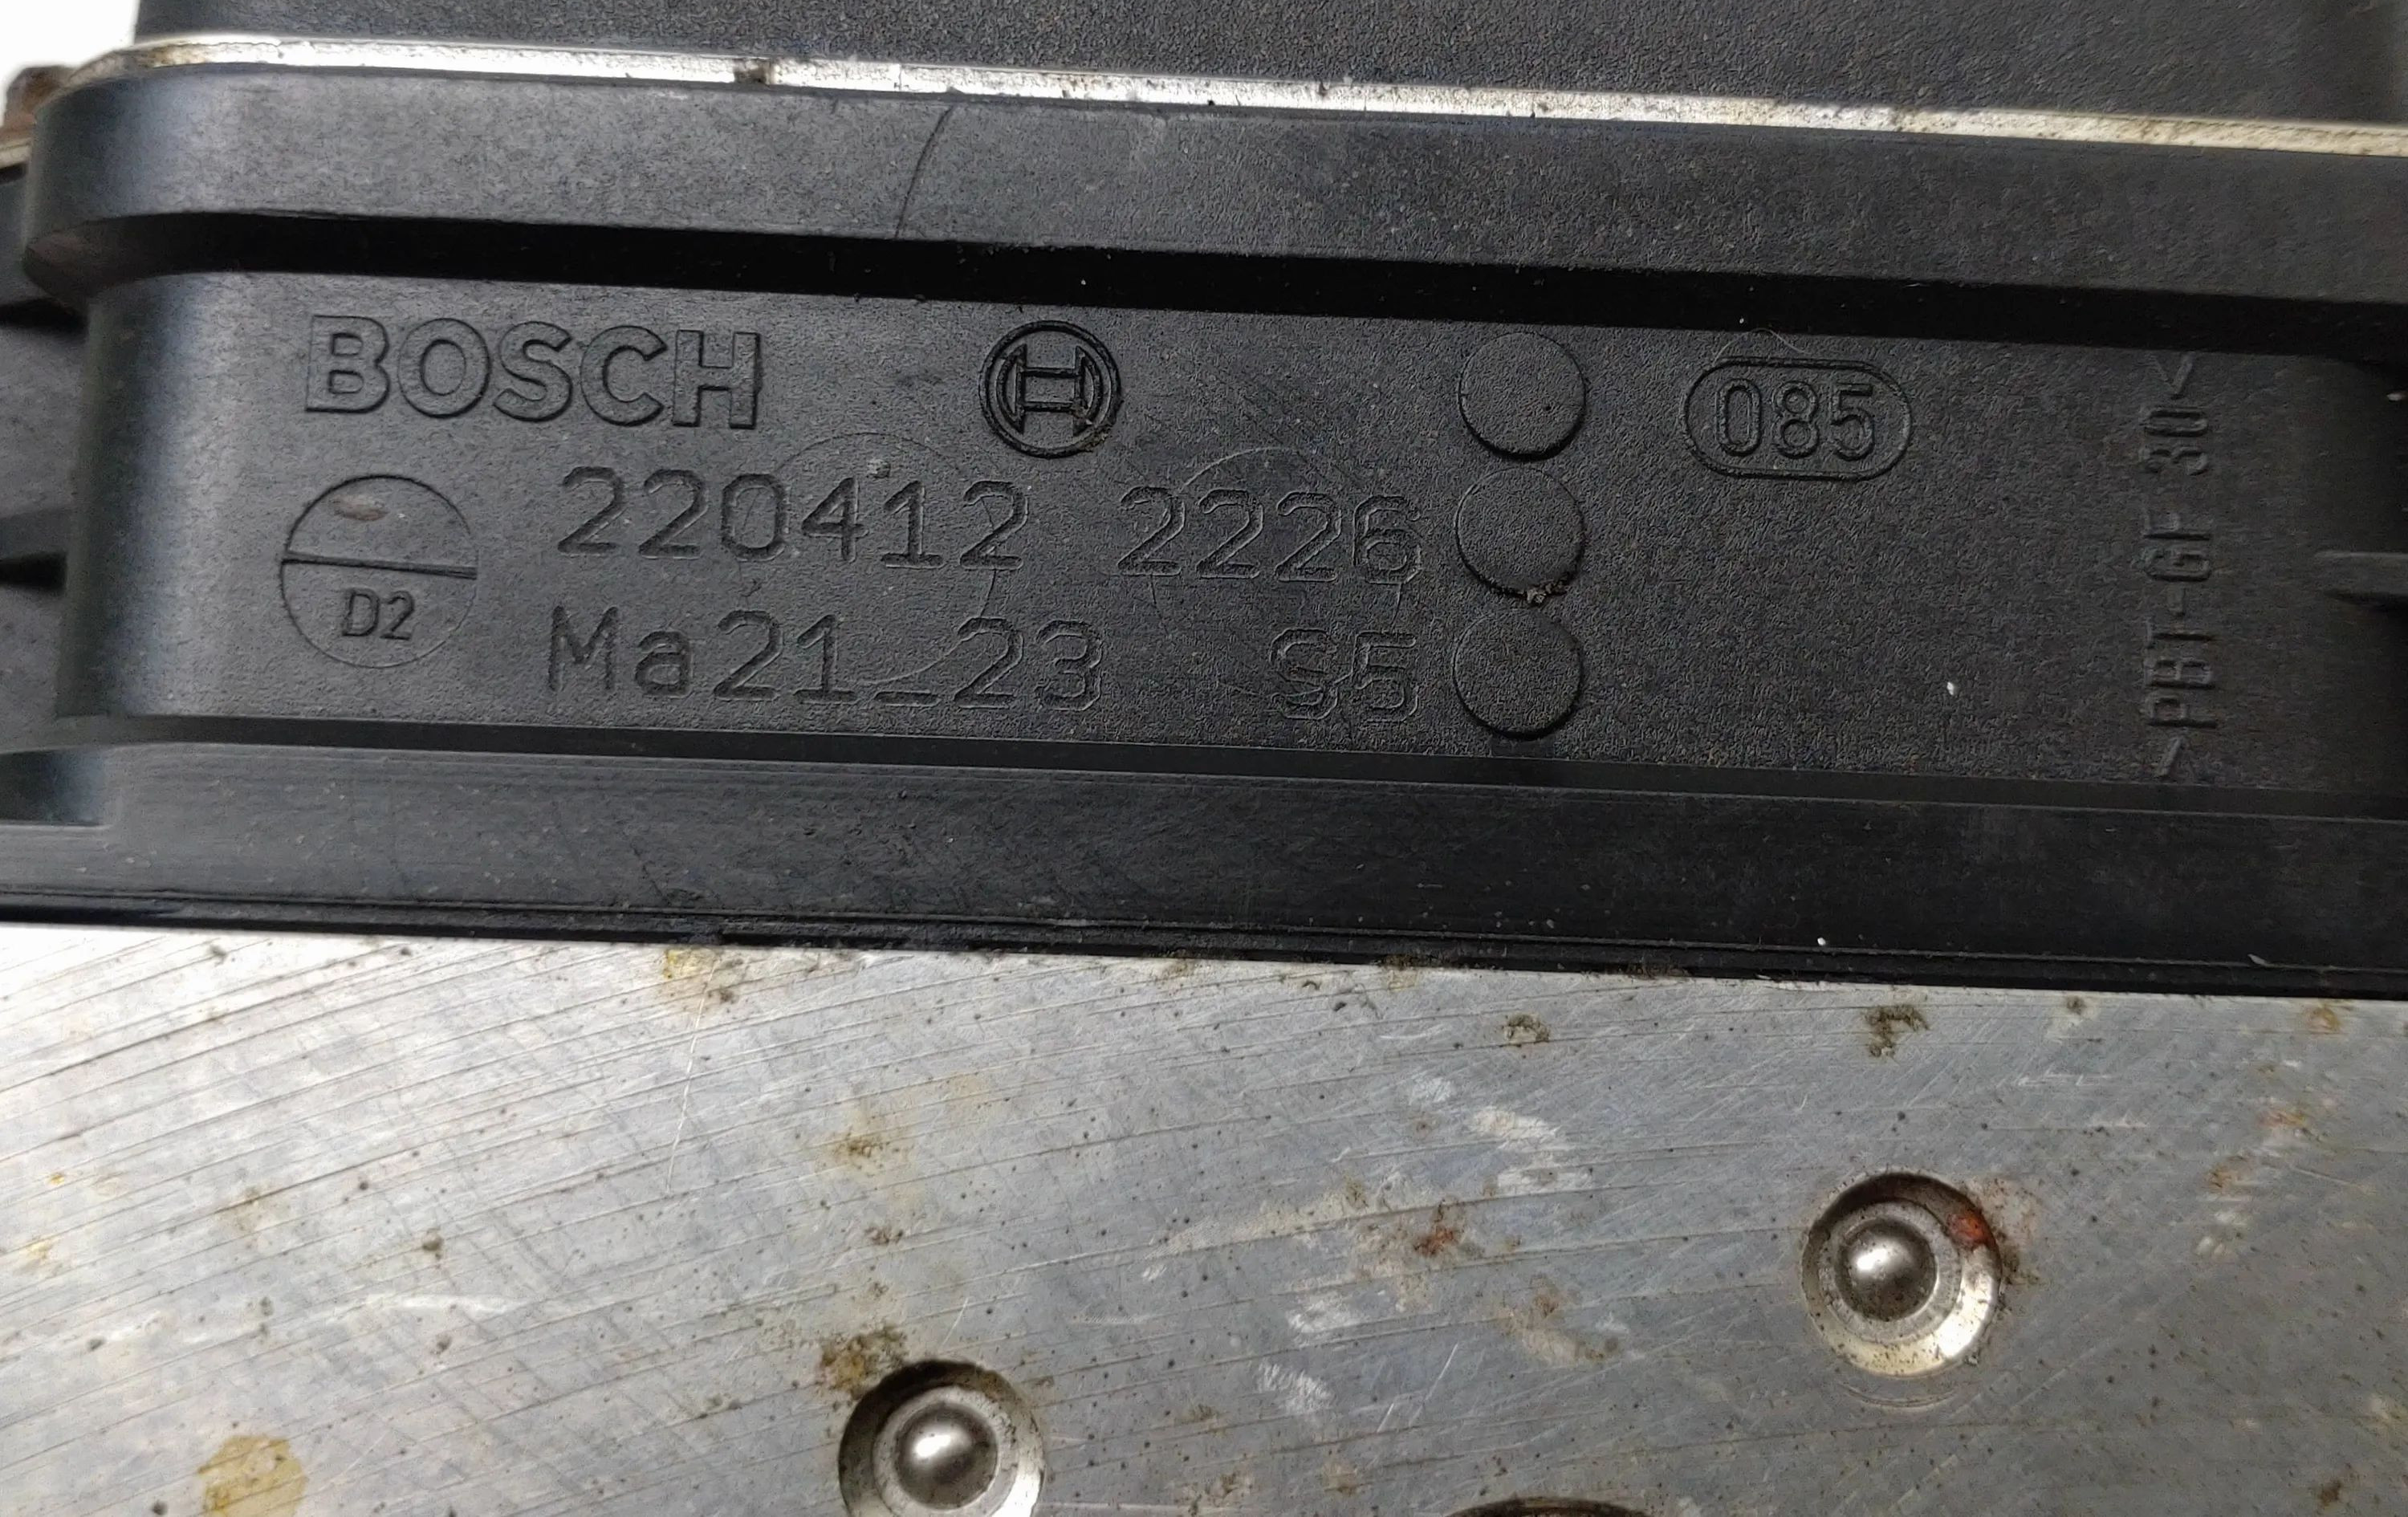 BOSCH
085
220412 2226
D2
Ma21_23 S5
>PBT-GF 30<